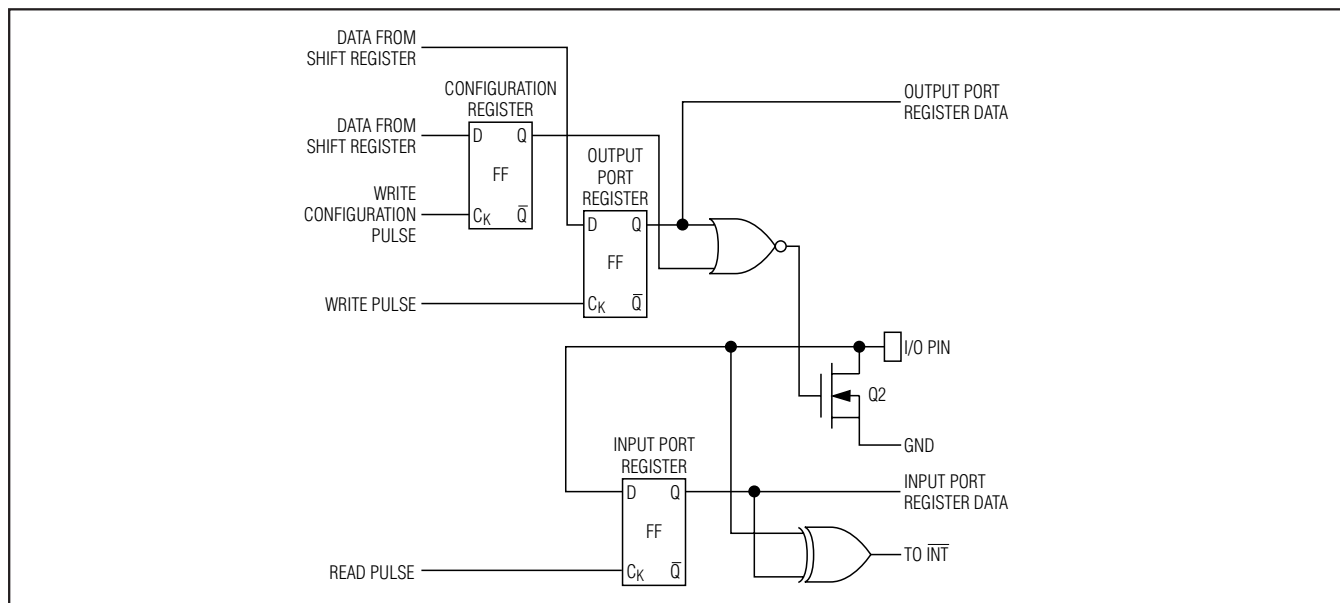 DATA FROM
SHIFT REGISTER
CONFIGURATION
REGISTER
DATA FROM
SHIFT REGISTER
D Q
FF
WRITE
CONFIGURATION
PULSE
CK Q̅
OUTPUT
PORT
REGISTER
D Q
FF
CK Q̅
WRITE PULSE
OUTPUT PORT
REGISTER DATA
I/O PIN
Q2
GND
INPUT PORT
REGISTER
D Q
FF
CK Q̅
READ PULSE
INPUT PORT
REGISTER DATA
TO I̅N̅T̅